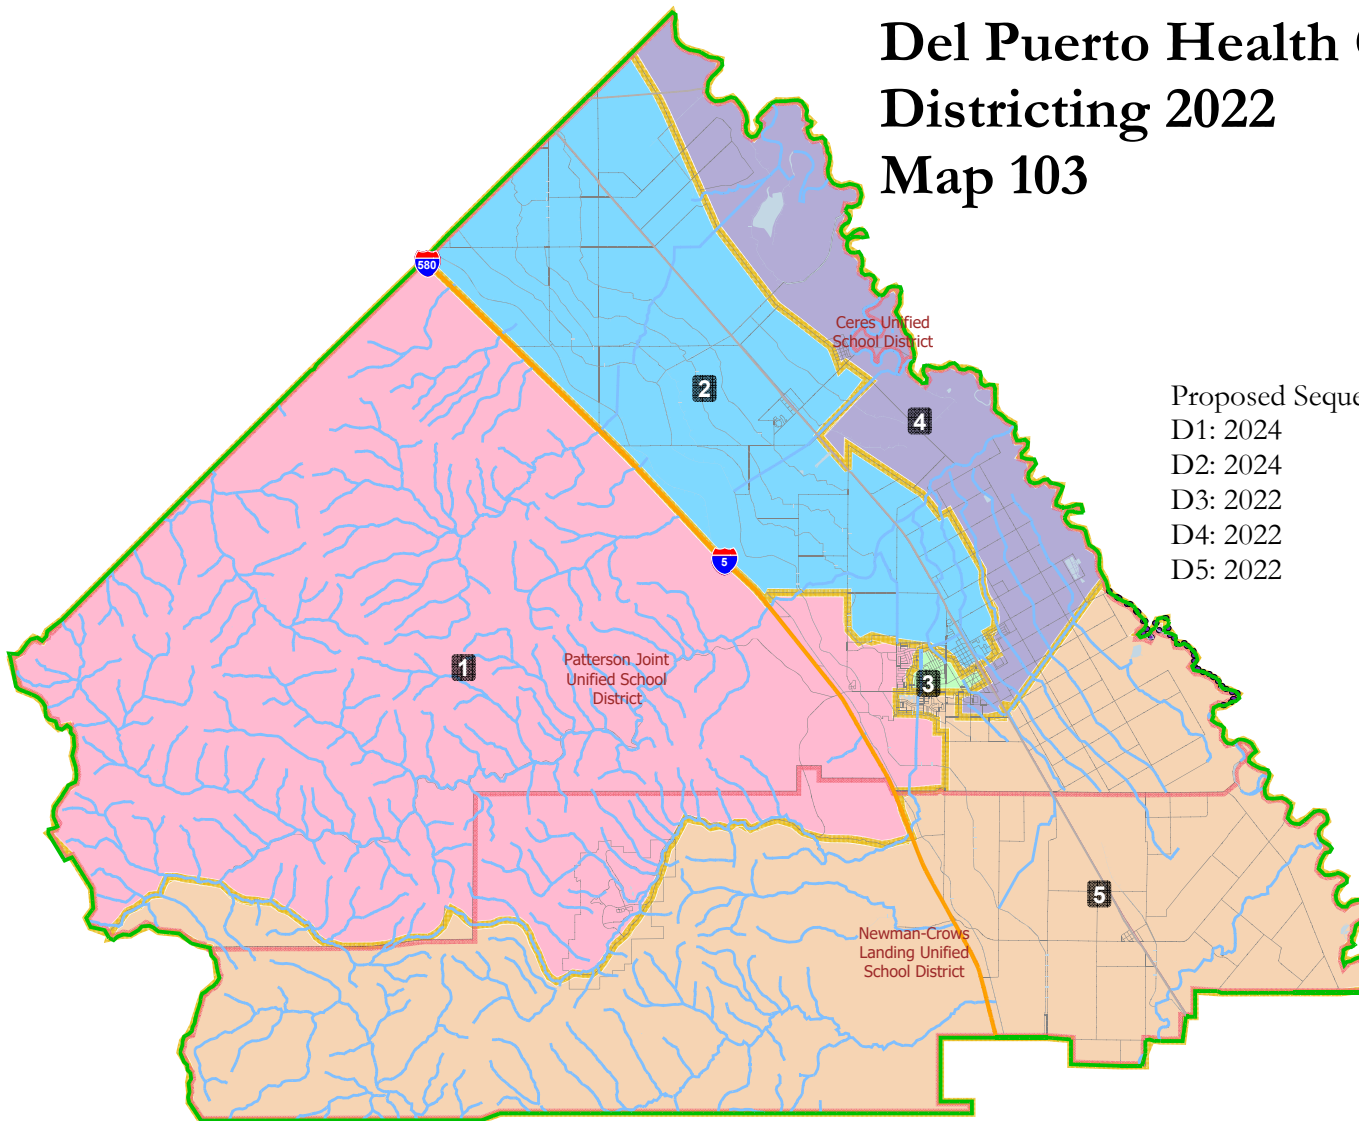 Del Puerto Health
Districting 2022
Map 103
580
Ceres Unified
School District
2
4
Proposed Seque
D1: 2024
D2: 2024
D3: 2022
D4: 2022
D5: 2022
5
1
Patterson Joint
Unified School
District
3
5
Newman-Crows
Landing Unified
School District